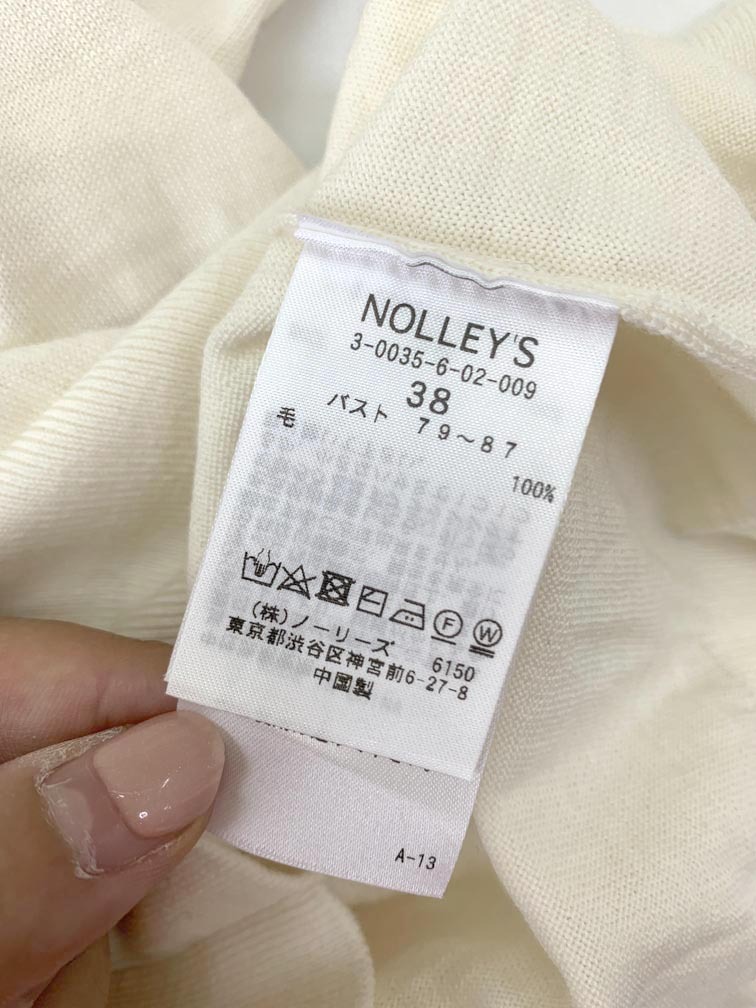 NOLLEY'S
3-0035-6-02-009
38
バスト 79～87
毛
100%
F W
(株)ノーリーズ 6150
東京都渋谷区神宮前6-27-8
中国製
A-13